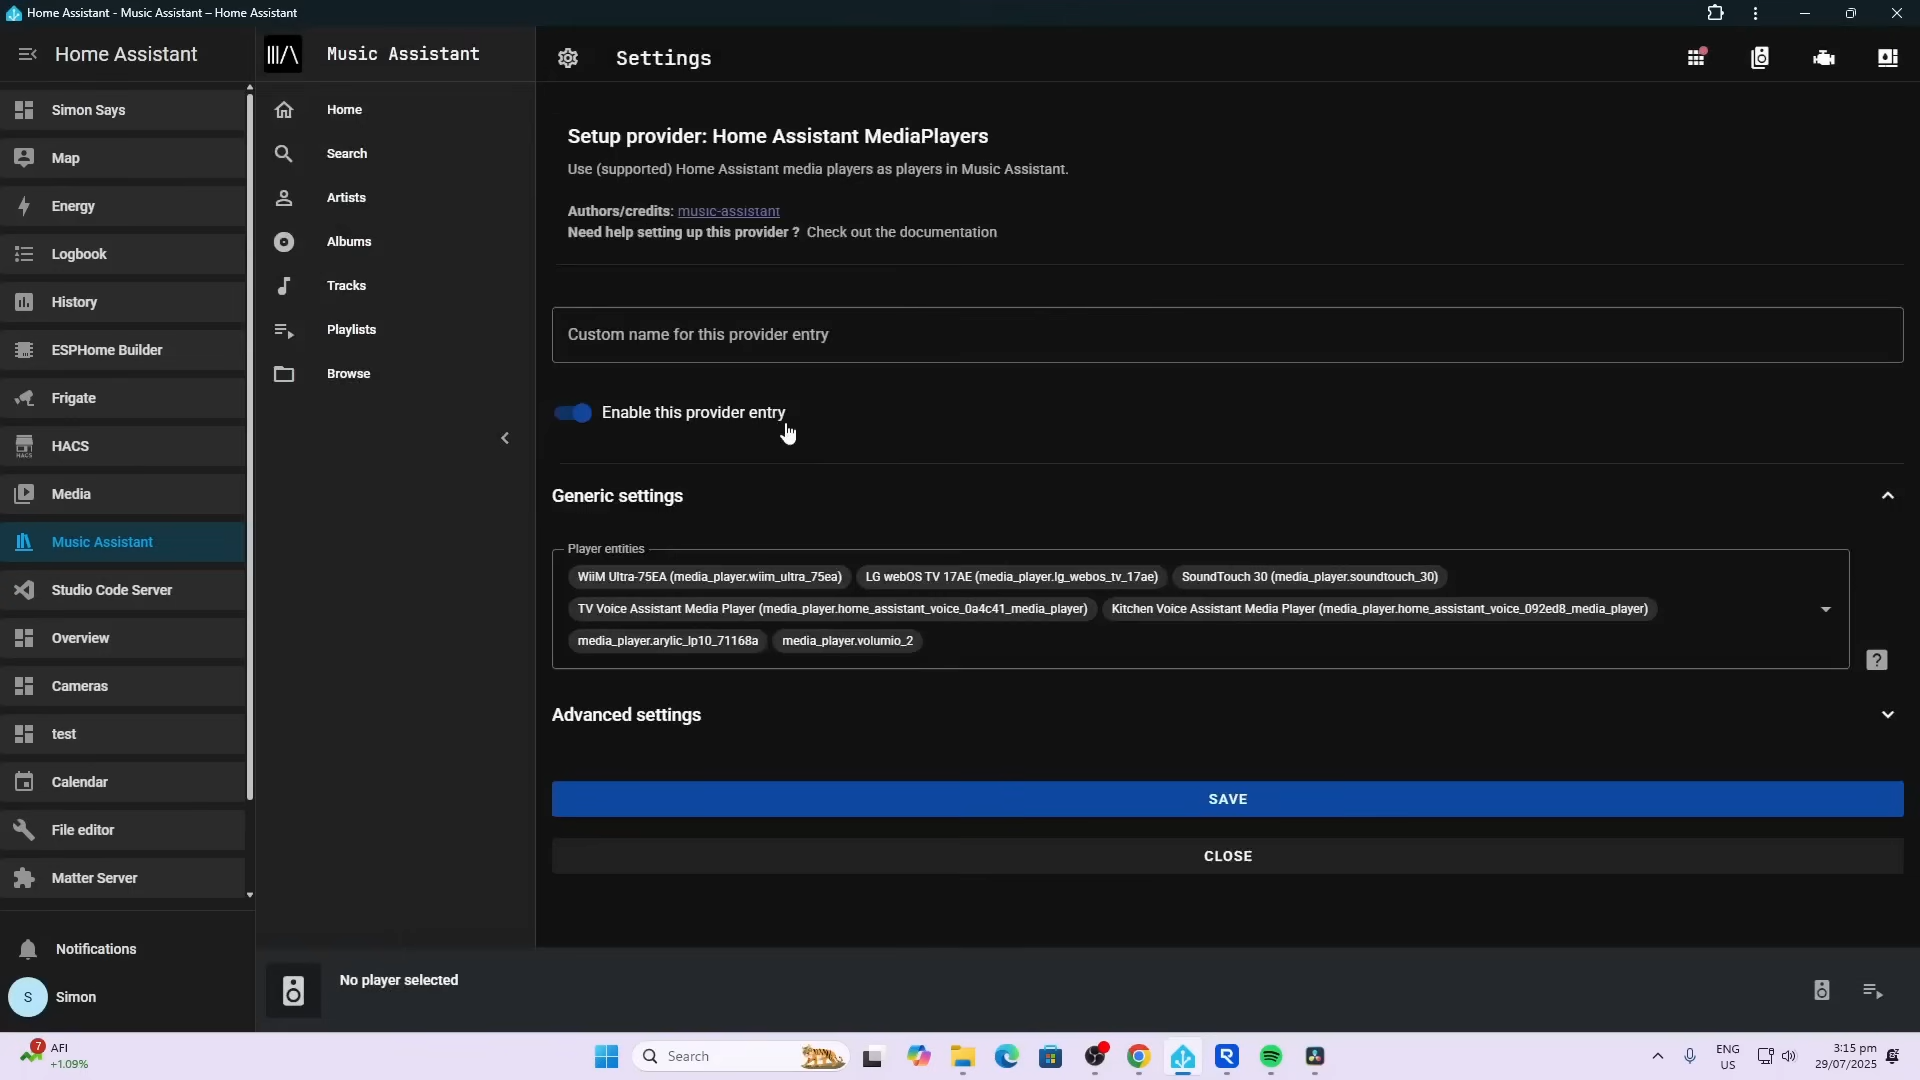 Home Assistant - Music Assistant – Home Assistant
Home Assistant
Simon Says
Map
Energy
Logbook
History
ESPHome Builder
Frigate
HACS
HACS
Media
Music Assistant
Studio Code Server
Overview
Cameras
test
Calendar
File editor
Matter Server
Notifications
S
Simon
Music Assistant
Home
Search
Artists
Albums
Tracks
Playlists
Browse
Settings
Setup provider: Home Assistant MediaPlayers
Use (supported) Home Assistant media players as players in Music Assistant.
Authors/credits: music-assistant
Need help setting up this provider ? Check out the documentation
Custom name for this provider entry
Enable this provider entry
Generic settings
Player entities
WiiM Ultra-75EA (media_player.wiim_ultra_75ea) LG webOS TV 17AE (media_player.lg_webos_tv_17ae) SoundTouch 30 (media_player.soundtouch_30)
TV Voice Assistant Media Player (media_player.home_assistant_voice_0a4c41_media_player) Kitchen Voice Assistant Media Player (media_player.home_assistant_voice_092ed8_media_player)
media_player.arylic_lp10_71168a media_player.volumio_2
?
Advanced settings
SAVE
CLOSE
No player selected
7
AFI
+1.09%
Search
ENG
US
3:15 pm
29/07/2025